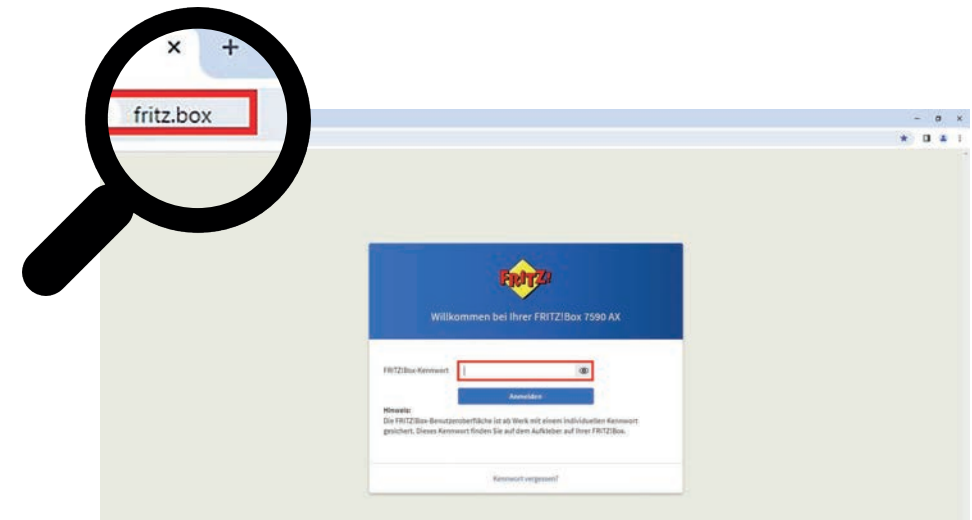 fritz.box
FRITZ!
Willkommen bei Ihrer FRITZ!Box 7590 AX
FRITZ!Box-Kennwort
Anmelden
Hinweis:
Die FRITZ!Box-Benutzeroberfläche ist ab Werk mit einem individuellen Kennwort
gesichert. Dieses Kennwort finden Sie auf dem Aufkleber auf Ihrer FRITZ!Box.
Kennwort vergessen?